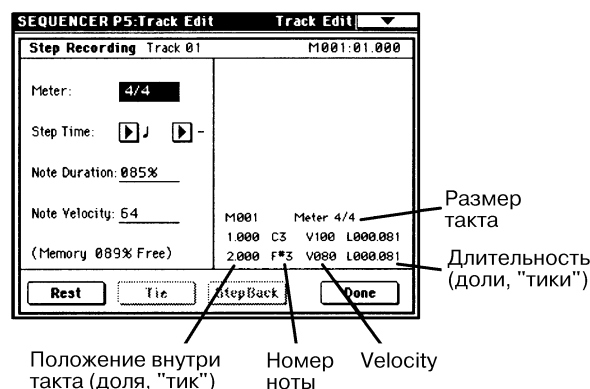 SEQUENCER P5:Track Edit Track Edit
Step Recording Track 01 M001:01.000
Meter: 4/4
Step Time: -
Note Duration: 085%
Note Velocity: 64
(Memory 089% Free)
M001 Meter 4/4
1.000 C3 V100 L000.081
2.000 F#3 V080 L000.081
Rest Tie StepBack Done
Размер
такта
Длительность
(доли, "тики")
Положение внутри
такта (доля, "тик")
Номер
ноты
Velocity